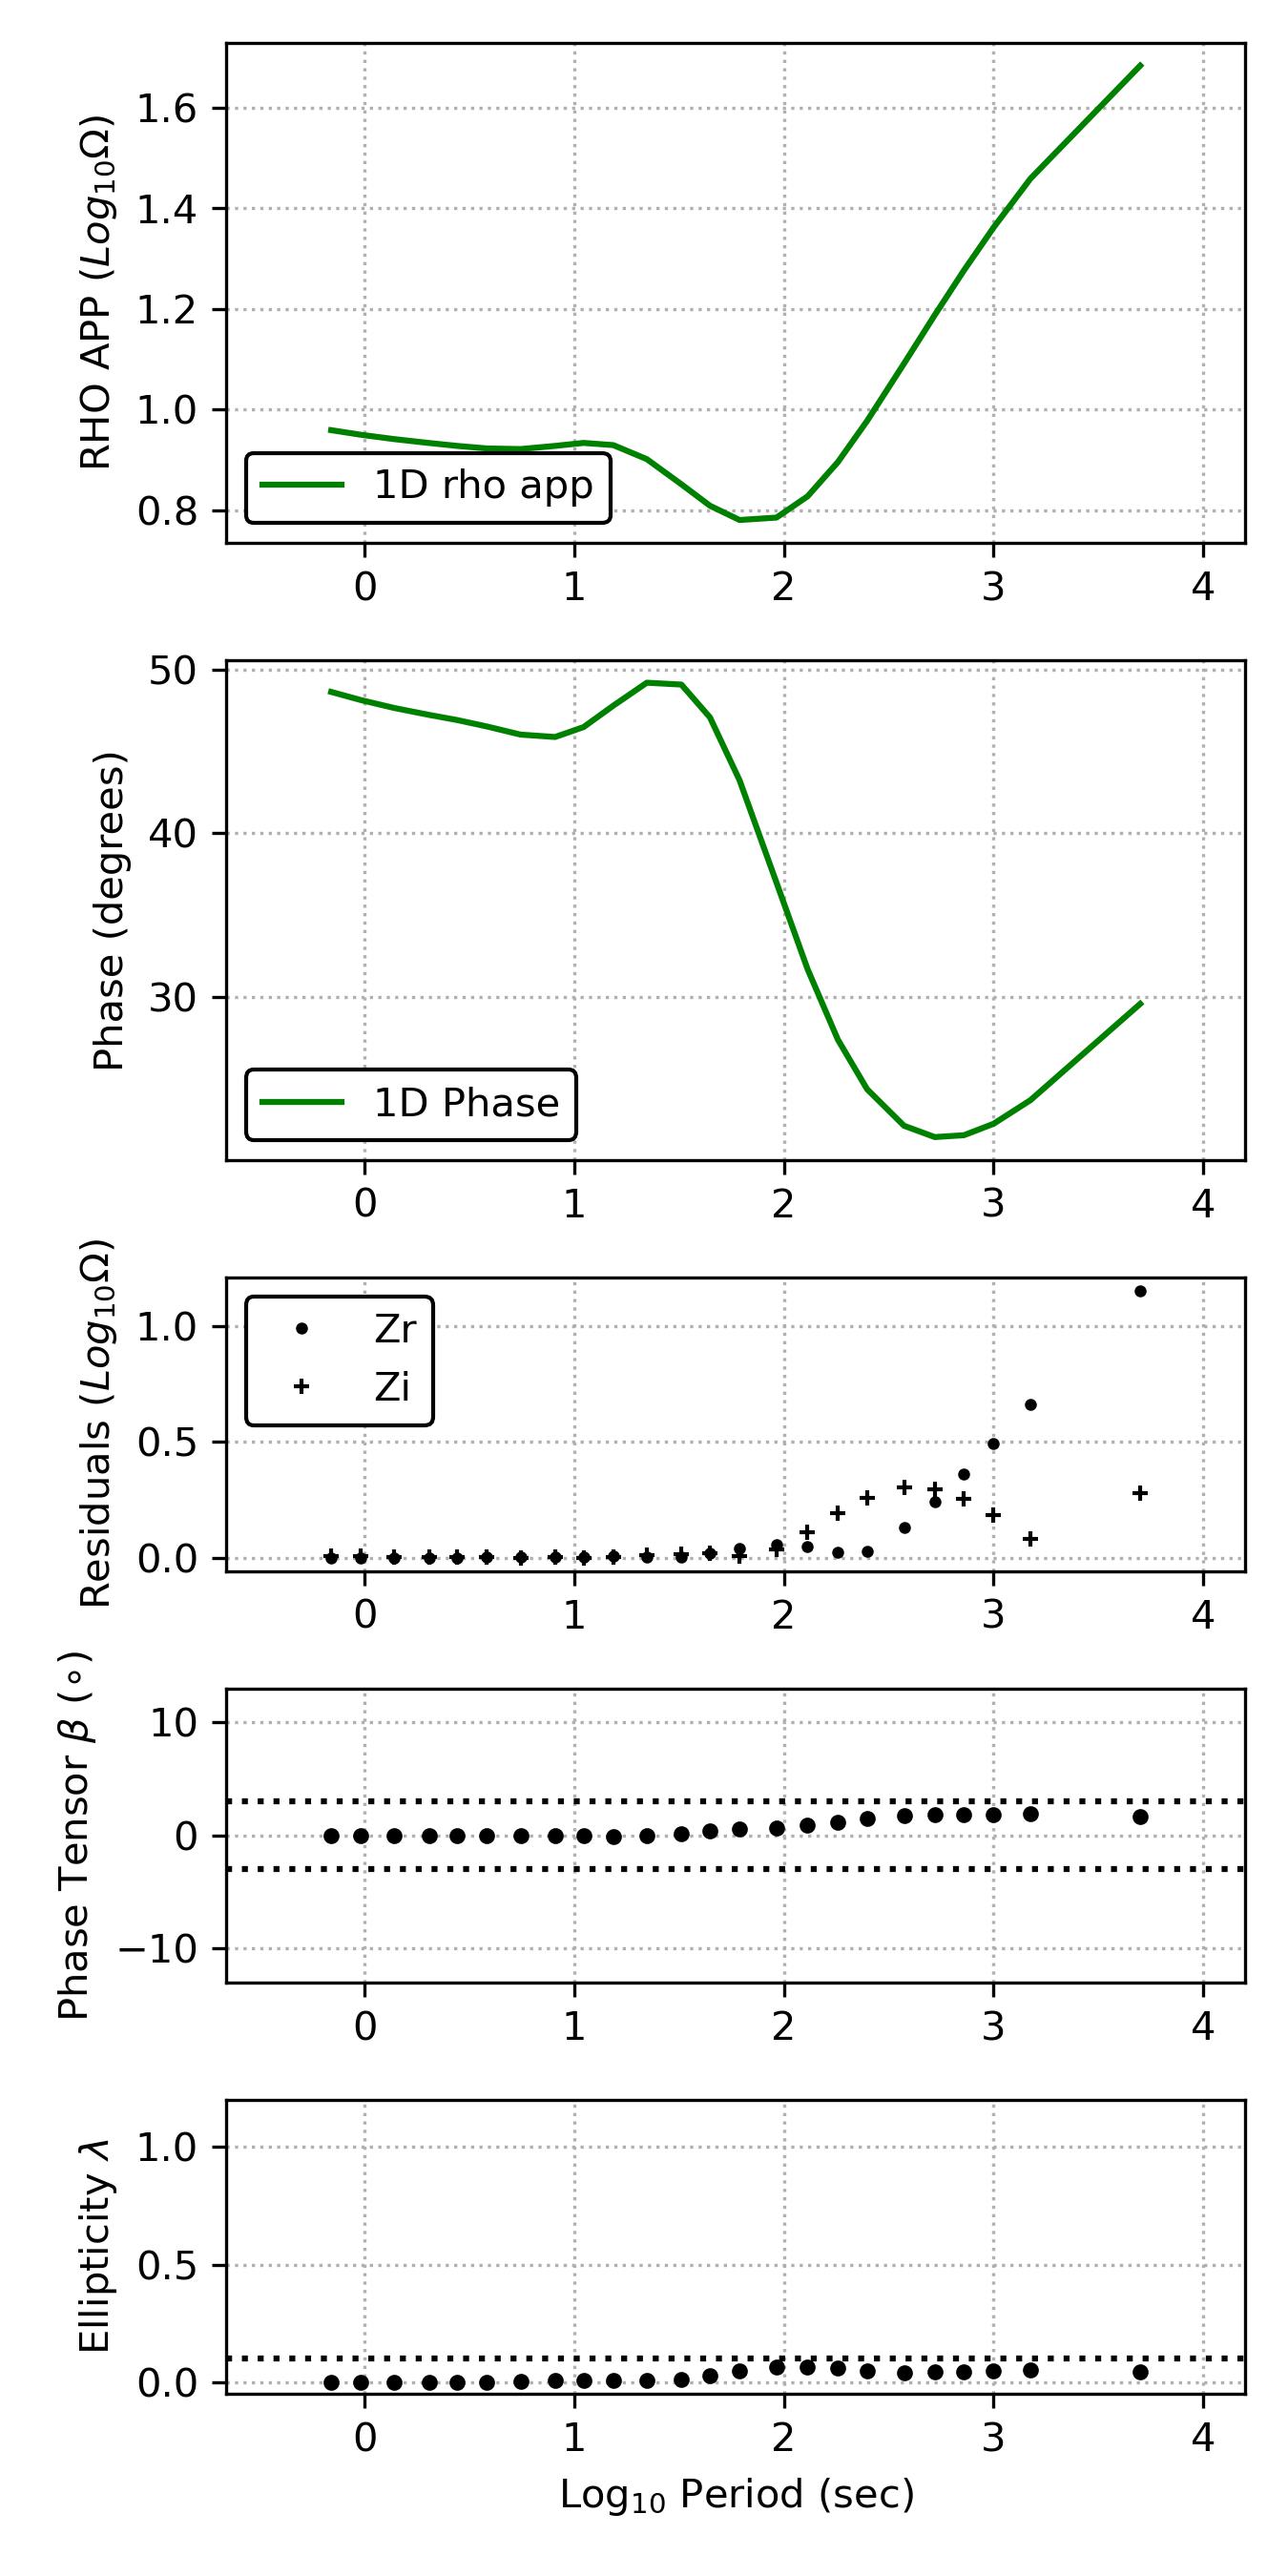 RHO APP (Log₁₀Ω)
1.6
1.4
1.2
1.0
0.8
1D rho app
0 1 2 3 4
Phase (degrees)
50
40
30
1D Phase
0 1 2 3 4
Residuals (Log₁₀Ω)
1.0
0.5
0.0
Zr
Zi
0 1 2 3 4
Phase Tensor β (∘)
10
0
−10
0 1 2 3 4
Ellipticity λ
1.0
0.5
0.0
0 1 2 3 4
Log₁₀ Period (sec)